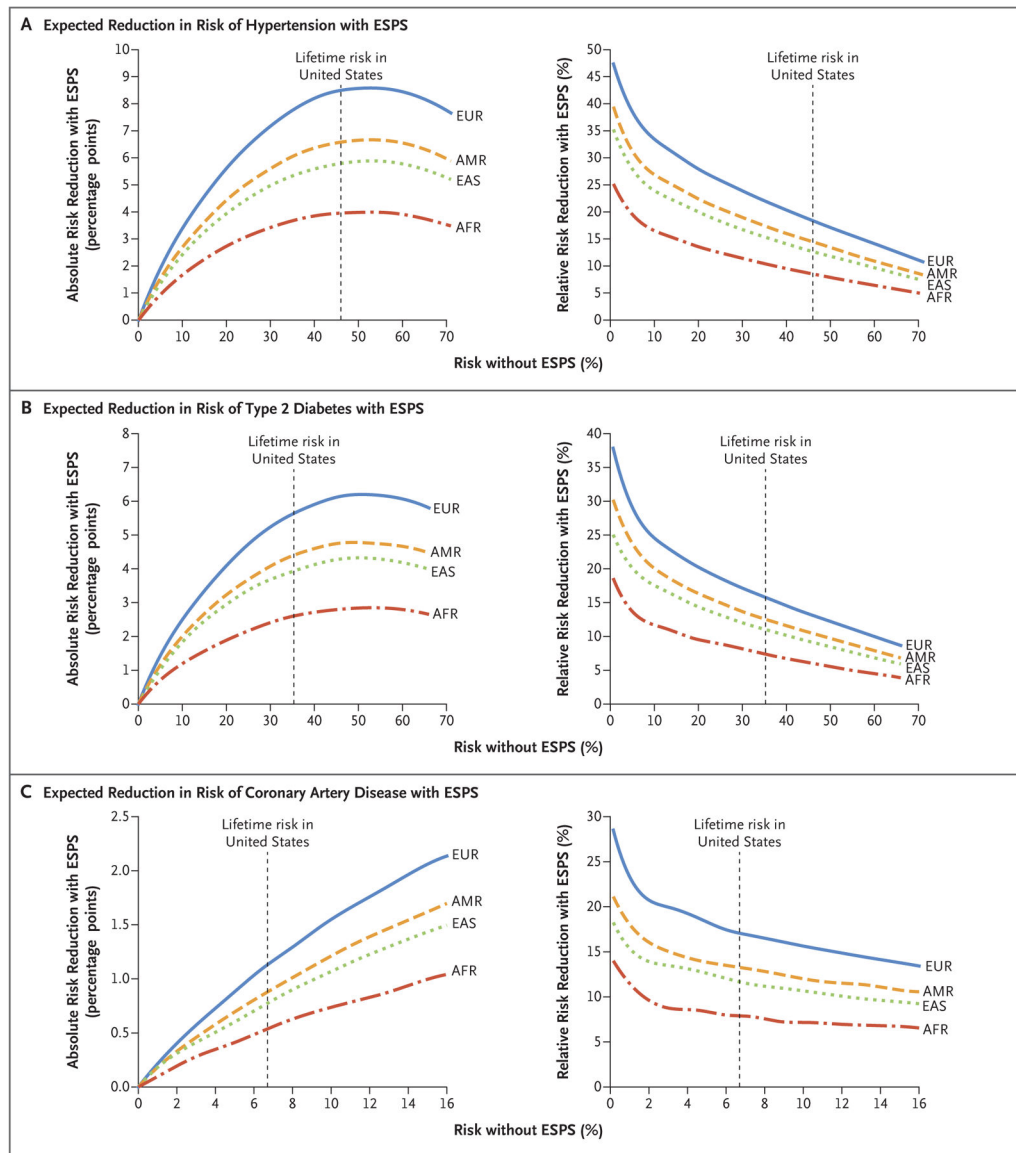 A Expected Reduction in Risk of Hypertension with ESPS
Absolute Risk Reduction with ESPS
(percentage points)
10
9
8
7
6
5
4
3
2
1
0
0 10 20 30 40 50 60 70
Lifetime risk in
United States
EUR
AMR
EAS
AFR
Relative Risk Reduction with ESPS (%)
50
45
40
35
30
25
20
15
10
5
0
0 10 20 30 40 50 60 70
Lifetime risk in
United States
EUR
AMR
EAS
AFR
Risk without ESPS (%)
B Expected Reduction in Risk of Type 2 Diabetes with ESPS
Absolute Risk Reduction with ESPS
(percentage points)
8
7
6
5
4
3
2
1
0
0 10 20 30 40 50 60 70
Lifetime risk in
United States
EUR
AMR
EAS
AFR
Relative Risk Reduction with ESPS (%)
40
35
30
25
20
15
10
5
0
0 10 20 30 40 50 60 70
Lifetime risk in
United States
EUR
AMR
EAS
AFR
Risk without ESPS (%)
C Expected Reduction in Risk of Coronary Artery Disease with ESPS
Absolute Risk Reduction with ESPS
(percentage points)
2.5
2.0
1.5
1.0
0.5
0.0
0 2 4 6 8 10 12 14 16
Lifetime risk in
United States
EUR
AMR
EAS
AFR
Relative Risk Reduction with ESPS (%)
30
25
20
15
10
5
0
0 2 4 6 8 10 12 14 16
Lifetime risk in
United States
EUR
AMR
EAS
AFR
Risk without ESPS (%)